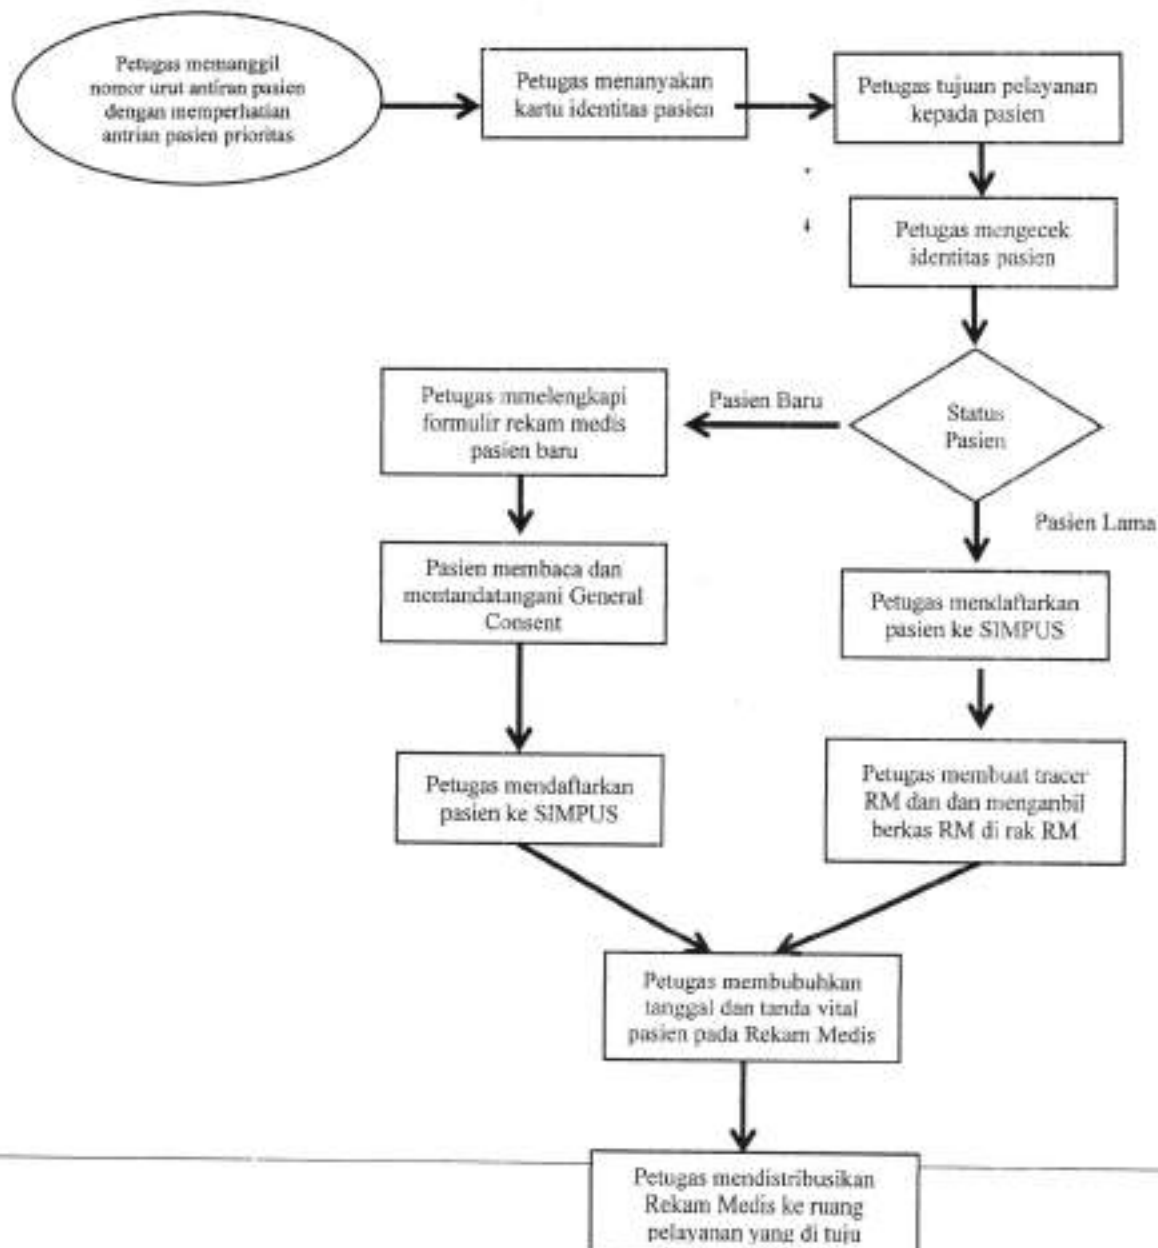 Petugas memanggil
nomor urut antiran pasien
dengan memperhatian
antrian pasien prioritas
Petugas menanyakan
kartu identitas pasien
Petugas tujuan pelayanan
kepada pasien
Petugas mengecek
identitas pasien
Status
Pasien
Pasien Baru
Pasien Lama
Petugas mmelengkapi
formulir rekam medis
pasien baru
Pasien membaca dan
mentandatangani General
Consent
Petugas mendaftarkan
pasien ke SIMPUS
Petugas mendaftarkan
pasien ke SIMPUS
Petugas membuat tracer
RM dan dan menganbil
berkas RM di rak RM
Petugas membubuhkan
tanggal dan tanda vital
pasien pada Rekam Medis
Petugas mendistribusikan
Rekam Medis ke ruang
pelayanan yang di tuju